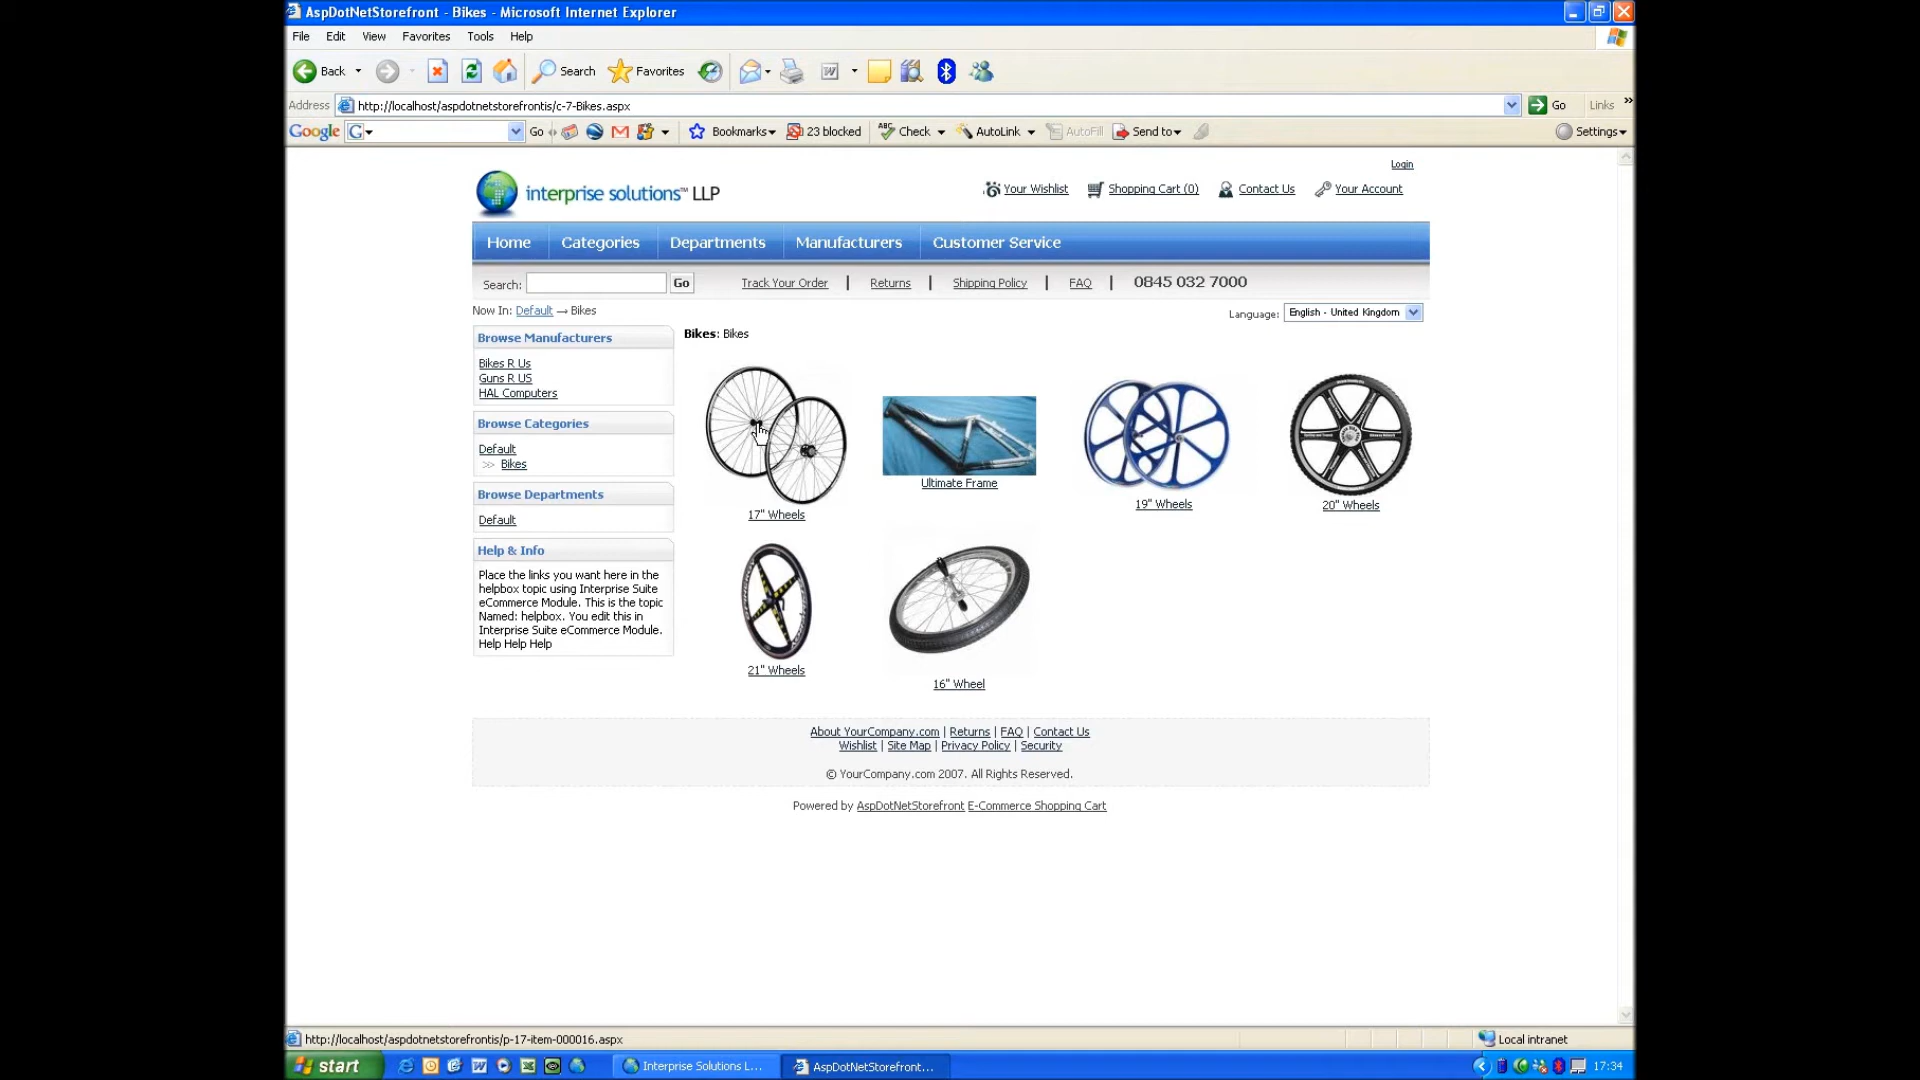 AspDotNetStorefront - Bikes - Microsoft Internet Explorer
File Edit View Favorites Tools Help
Back Search Favorites
Address http://localhost/aspdotnetstorefrontis/c-7-Bikes.aspx Go Links »
Google G Go Bookmarks 23 blocked ABC Check AutoLink AutoFill Send to Settings
Login
interprise solutions™ LLP
Your Wishlist Shopping Cart (0) Contact Us Your Account
Home Categories Departments Manufacturers Customer Service
Search: Go Track Your Order | Returns | Shipping Policy | FAQ | 0845 032 7000
Now In: Default → Bikes
Language: English - United Kingdom
Browse Manufacturers
Bikes R Us
Guns R US
HAL Computers
Browse Categories
Default
>> Bikes
Browse Departments
Default
Help & Info
Place the links you want here in the
helpbox topic using Interprise Suite
eCommerce Module. This is the topic
Named: helpbox. You edit this in
Interprise Suite eCommerce Module.
Help Help Help
Bikes: Bikes
17" Wheels
Ultimate Frame
19" Wheels
20" Wheels
21" Wheels
16" Wheel
About YourCompany.com | Returns | FAQ | Contact Us
Wishlist | Site Map | Privacy Policy | Security
© YourCompany.com 2007. All Rights Reserved.
Powered by AspDotNetStorefront E-Commerce Shopping Cart
http://localhost/aspdotnetstorefrontis/p-17-item-000016.aspx Local intranet
start Interprise Solutions L... AspDotNetStorefront... 17:34